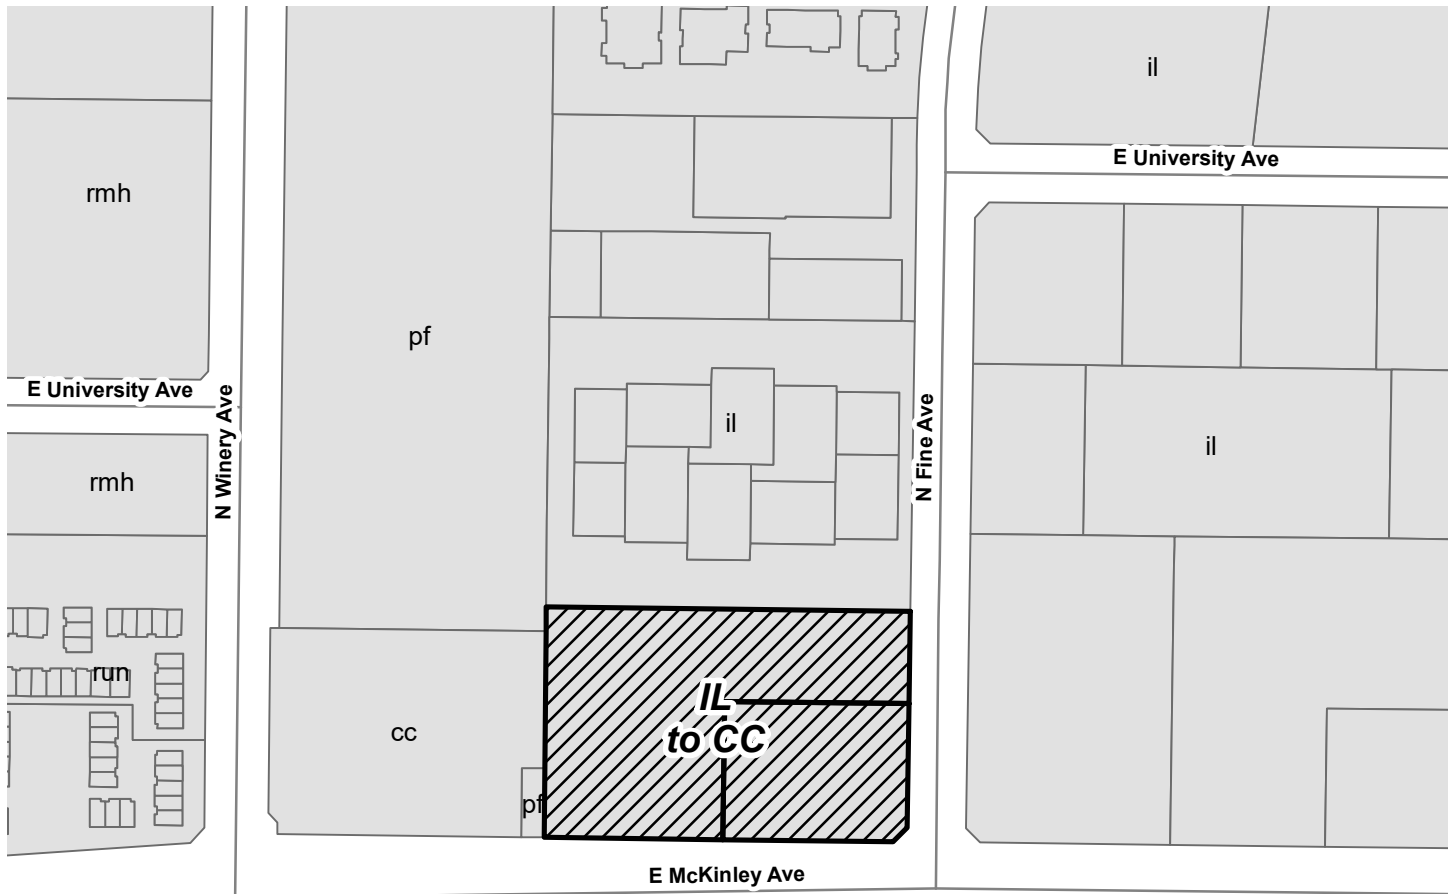 il
E University Ave
rmh
pf
E University Ave
N Winery Ave
il
N Fine Ave
il
rmh
run
IL
to CC
cc
pf
E McKinley Ave